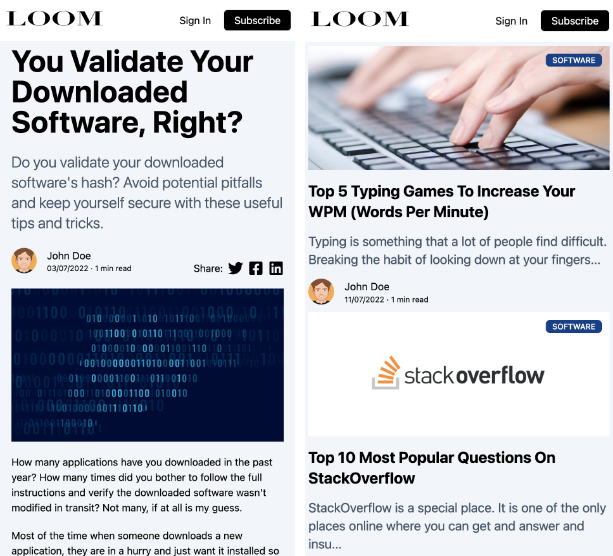 LOOM
Sign In
Subscribe
You Validate Your
Downloaded
Software, Right?
Do you validate your downloaded
software's hash? Avoid potential pitfalls
and keep yourself secure with these useful
tips and tricks.
John Doe
03/07/2022 · 1 min read
Share:
How many applications have you downloaded in the past
year? How many times did you bother to follow the full
instructions and verify the downloaded software wasn't
modified in transit? Not many, if at all is my guess.
Most of the time when someone downloads a new
application, they are in a hurry and just want it installed so
LOOM
Sign In
Subscribe
SOFTWARE
Top 5 Typing Games To Increase Your
WPM (Words Per Minute)
Typing is something that a lot of people find difficult.
Breaking the habit of looking down at your fingers...
John Doe
11/07/2022 · 1 min read
SOFTWARE
stackoverflow
Top 10 Most Popular Questions On
StackOverflow
StackOverflow is a special place. It is one of the only
places online where you can get and answer and
insu...